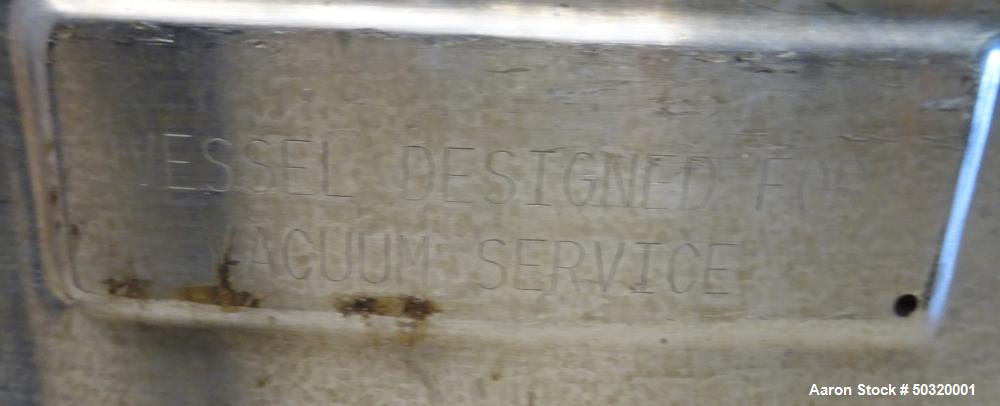 VESSEL DESIGNED FOR
VACUUM SERVICE
Aaron Stock # 50320001